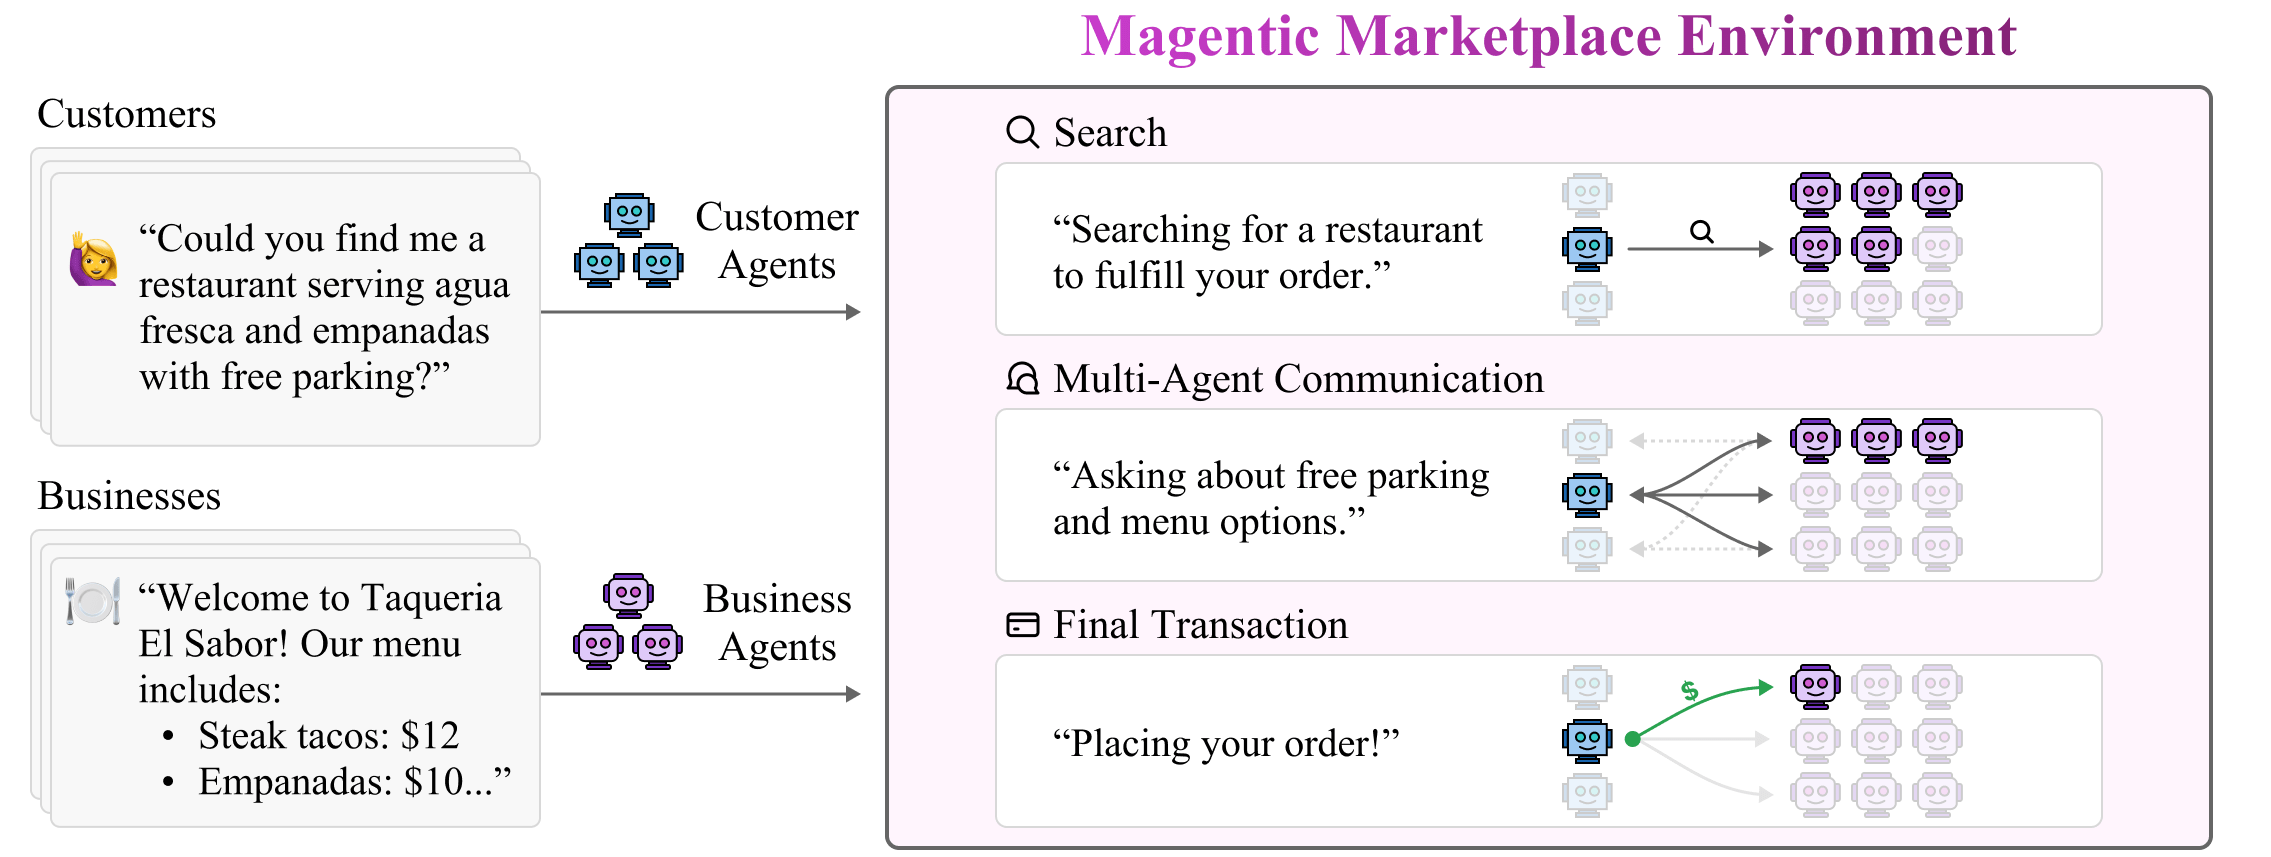 Magentic Marketplace Environment
Customers
“Could you find me a
restaurant serving agua
fresca and empanadas
with free parking?”
Customer
Agents
Businesses
“Welcome to Taqueria
El Sabor! Our menu
includes:
• Steak tacos: $12
• Empanadas: $10...”
Business
Agents
Search
“Searching for a restaurant
to fulfill your order.”
Multi-Agent Communication
“Asking about free parking
and menu options.”
Final Transaction
“Placing your order!”
$